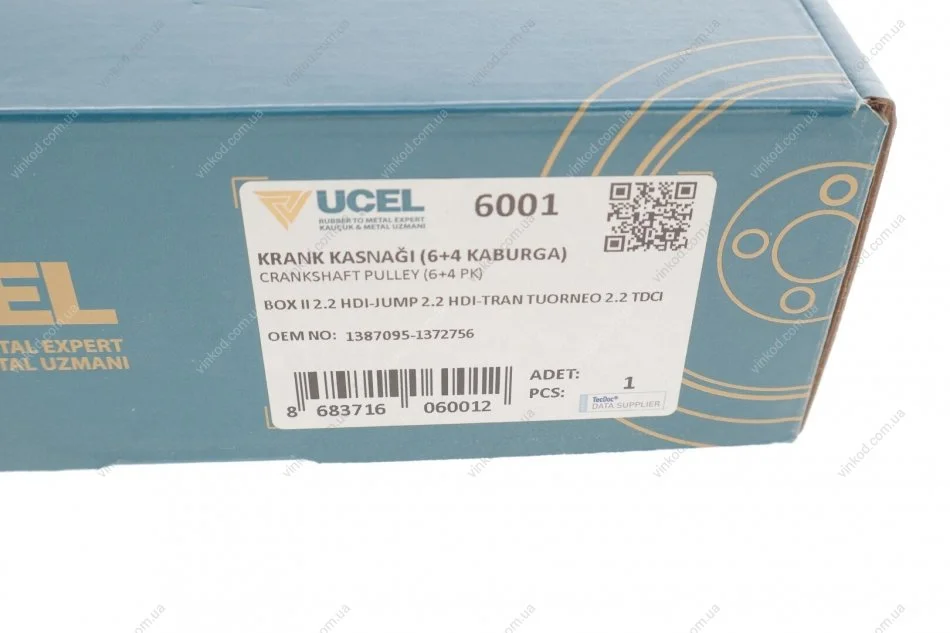 UCEL
RUBBER TO METAL EXPERT
KAUÇUK & METAL UZMANI
6001
KRANK KASNAĞI (6+4 KABURGA)
CRANKSHAFT PULLEY (6+4 PK)
BOX II 2.2 HDI-JUMP 2.2 HDI-TRAN TUORNEO 2.2 TDCI
OEM NO: 1387095-1372756
8 683716 060012
ADET:
PCS:
1
TecDoc®
DATA SUPPLIER
EL
TAL EXPERT
TAL UZMANI
vinkod.com.ua